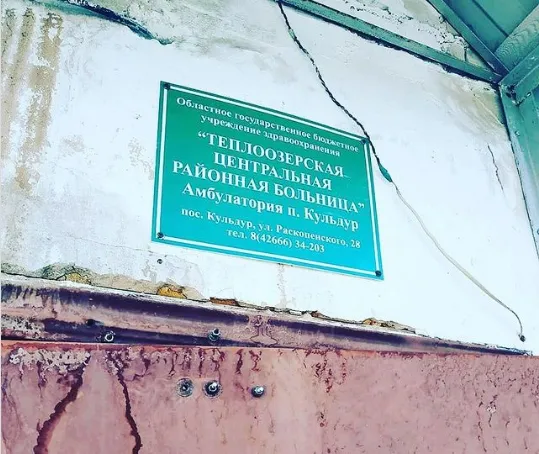 Областное государственное бюджетное
учреждение здравоохранения
“ТЕПЛООЗЕРСКАЯ
ЦЕНТРАЛЬНАЯ
РАЙОННАЯ БОЛЬНИЦА”
Амбулатория п. Кульдур
пос. Кульдур, ул. Раскопенского, 28
тел. 8(42666) 34-203